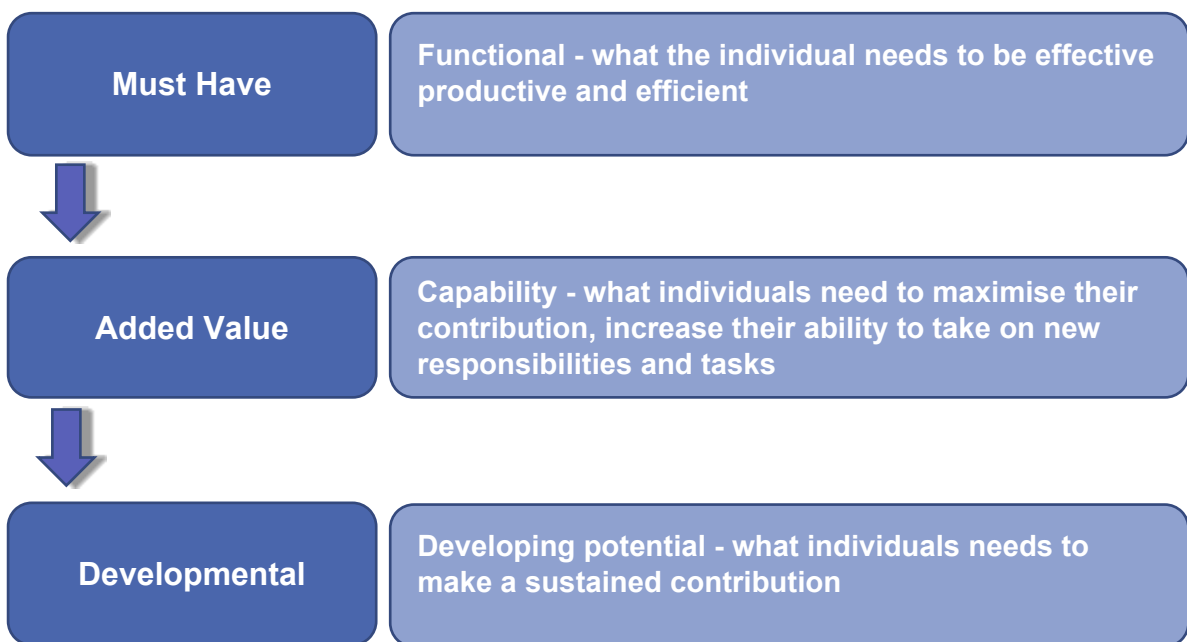 Must Have
Functional - what the individual needs to be effective
productive and efficient
Added Value
Capability - what individuals need to maximise their
contribution, increase their ability to take on new
responsibilities and tasks
Developmental
Developing potential - what individuals needs to
make a sustained contribution